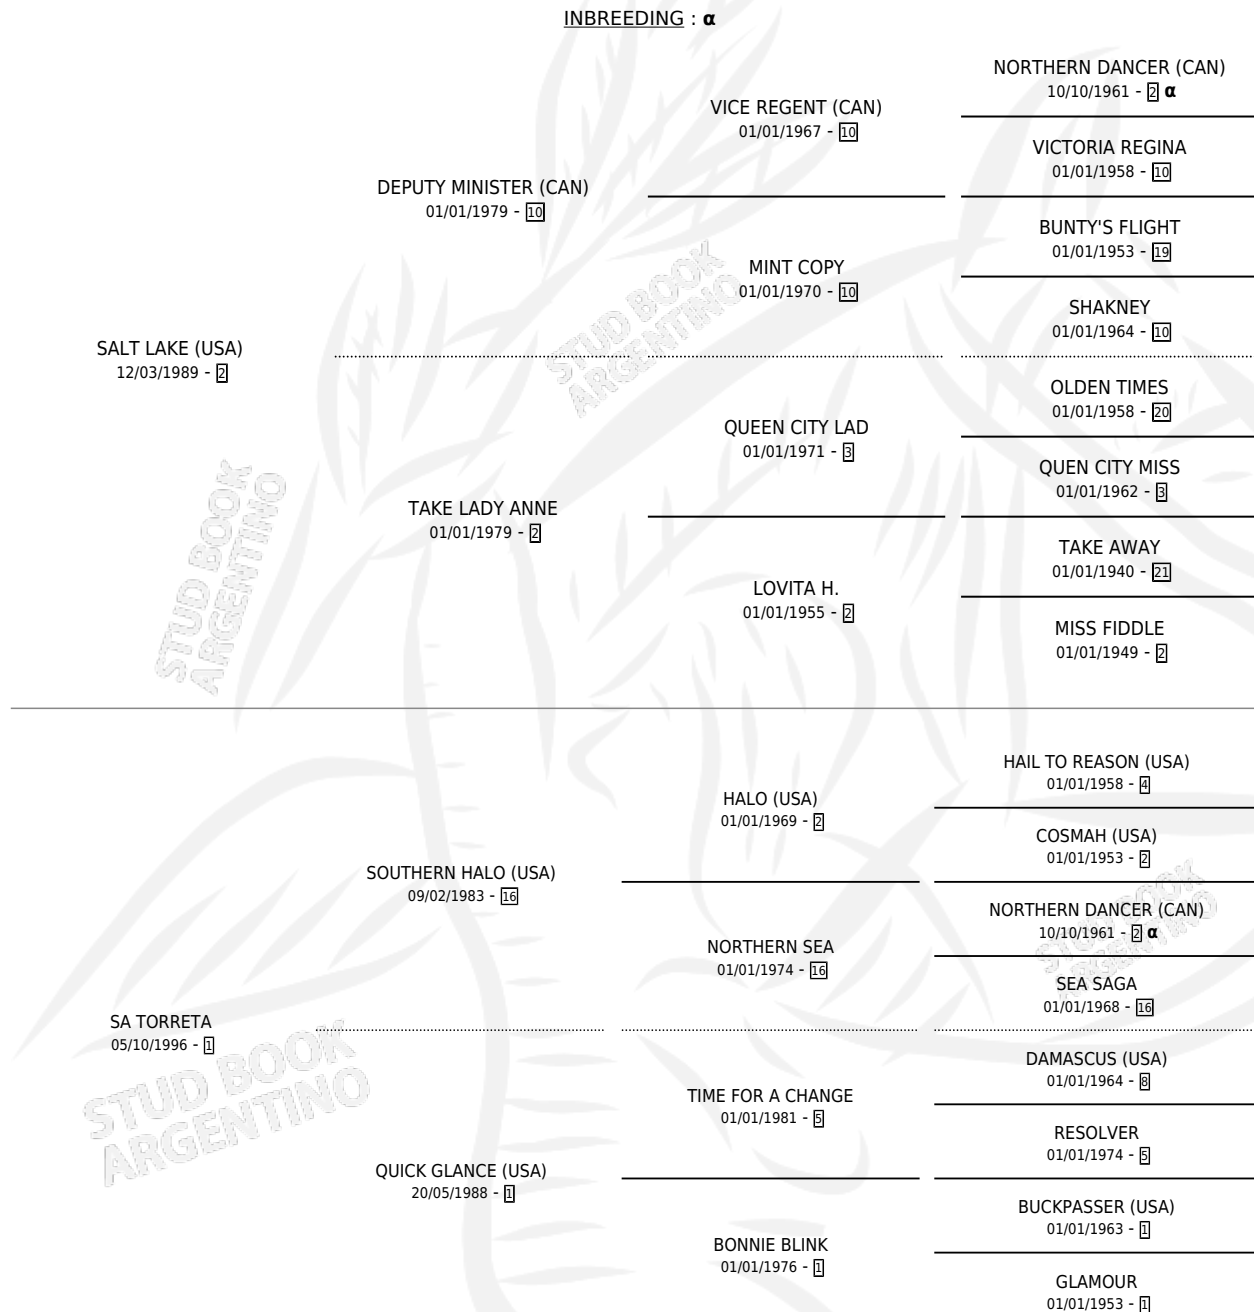 INBREEDING : α
NORTHERN DANCER (CAN)
10/10/1961 - 2 α
VICE REGENT (CAN)
01/01/1967 - 10
VICTORIA REGINA
01/01/1958 - 10
DEPUTY MINISTER (CAN)
01/01/1979 - 10
BUNTY'S FLIGHT
01/01/1953 - 19
MINT COPY
01/01/1970 - 10
SHAKNEY
01/01/1964 - 10
SALT LAKE (USA)
12/03/1989 - 2
OLDEN TIMES
01/01/1958 - 20
QUEEN CITY LAD
01/01/1971 - 3
QUEN CITY MISS
01/01/1962 - 3
TAKE LADY ANNE
01/01/1979 - 2
TAKE AWAY
01/01/1940 - 21
LOVITA H.
01/01/1955 - 2
MISS FIDDLE
01/01/1949 - 2
HAIL TO REASON (USA)
01/01/1958 - 4
HALO (USA)
01/01/1969 - 2
COSMAH (USA)
01/01/1953 - 2
SOUTHERN HALO (USA)
09/02/1983 - 16
NORTHERN DANCER (CAN)
10/10/1961 - 2 α
NORTHERN SEA
01/01/1974 - 16
SEA SAGA
01/01/1968 - 16
SA TORRETA
05/10/1996 - 1
DAMASCUS (USA)
01/01/1964 - 8
TIME FOR A CHANGE
01/01/1981 - 5
RESOLVER
01/01/1974 - 5
QUICK GLANCE (USA)
20/05/1988 - 1
BUCKPASSER (USA)
01/01/1963 - 1
BONNIE BLINK
01/01/1976 - 1
GLAMOUR
01/01/1953 - 1
STUD BOOK
ARGENTINO
STUD BOOK
ARGENTINO
STUD BOOK
ARGENTINO
STUD BOOK
ARGENTINO